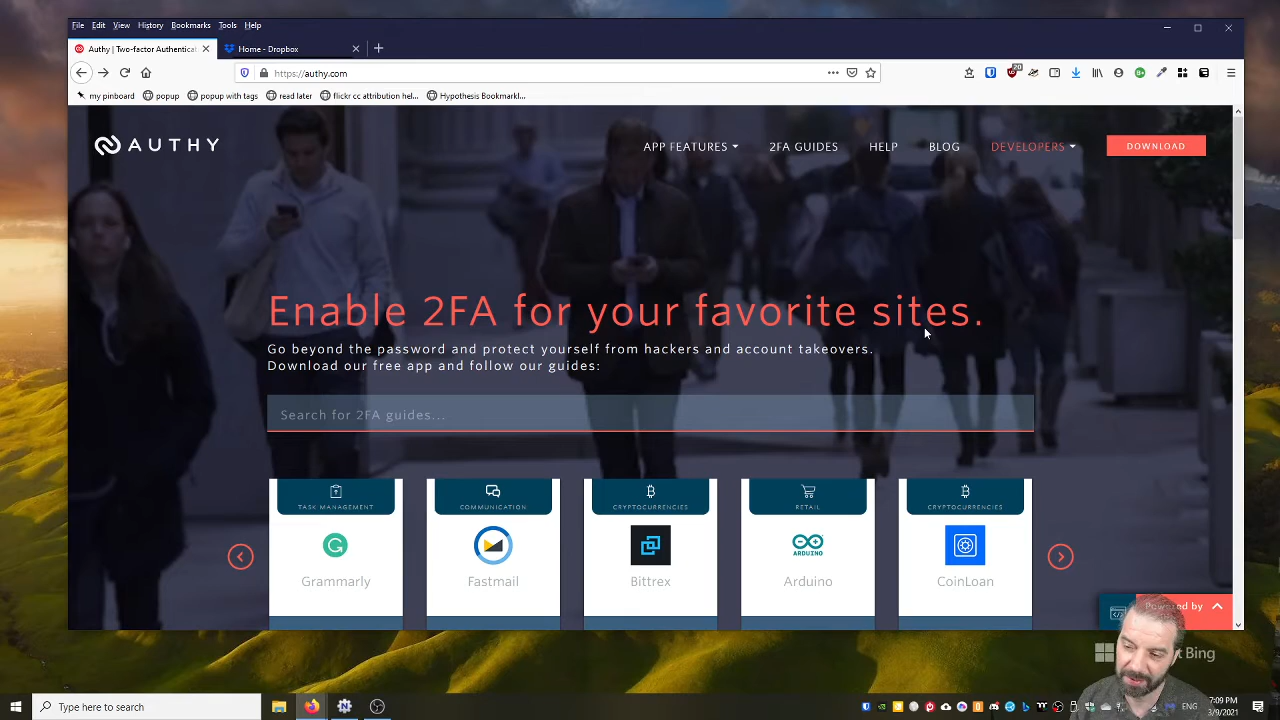 File Edit View History Bookmarks Tools Help
Authy | Two-factor Authentica
Home - Dropbox
https://authy.com
20
my pinboard popup popup with tags read later flickr cc attribution hel... Hypothesis Bookmarkl...
AUTHY
APP FEATURES 2FA GUIDES HELP BLOG DEVELOPERS DOWNLOAD
Enable 2FA for your favorite sites.
Go beyond the password and protect yourself from hackers and account takeovers.
Download our free app and follow our guides:
Search for 2FA guides...
TASK MANAGEMENT COMMUNICATION CRYPTOCURRENCIES RETAIL CRYPTOCURRENCIES
ARDUINO
Grammarly Fastmail Bittrex Arduino CoinLoan
Powered by
Bing
Type here to search
ENG
7:09 PM
3/9/2021